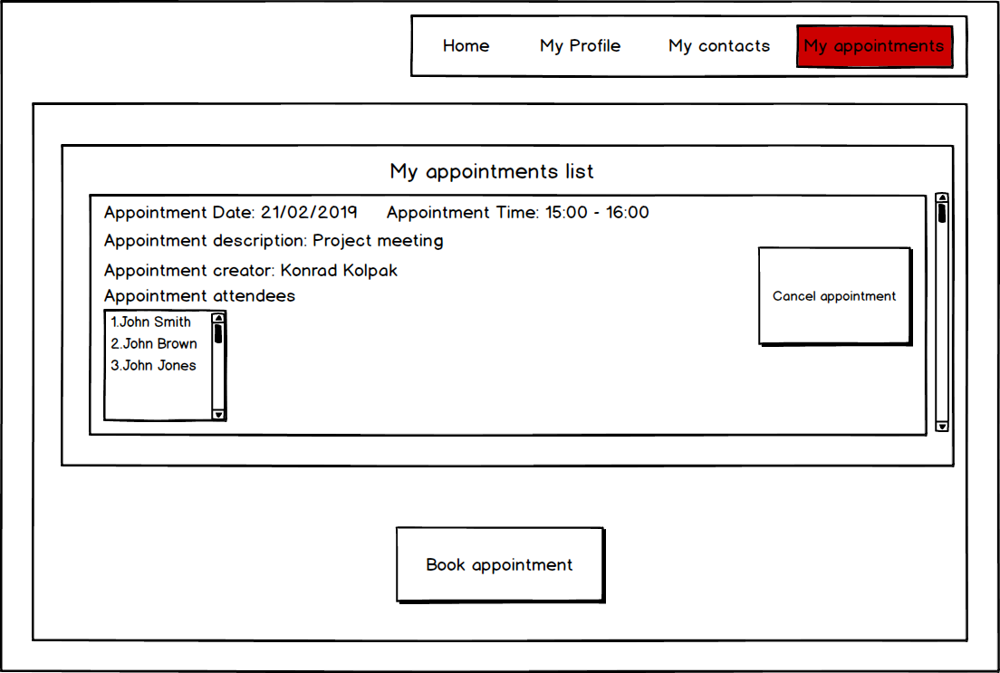 Home My Profile My contacts My appointments
My appointments list
Appointment Date: 21/02/2019 Appointment Time: 15:00 - 16:00
Appointment description: Project meeting
Appointment creator: Konrad Kolpak
Appointment attendees
1.John Smith
2.John Brown
3.John Jones
Cancel appointment
Book appointment